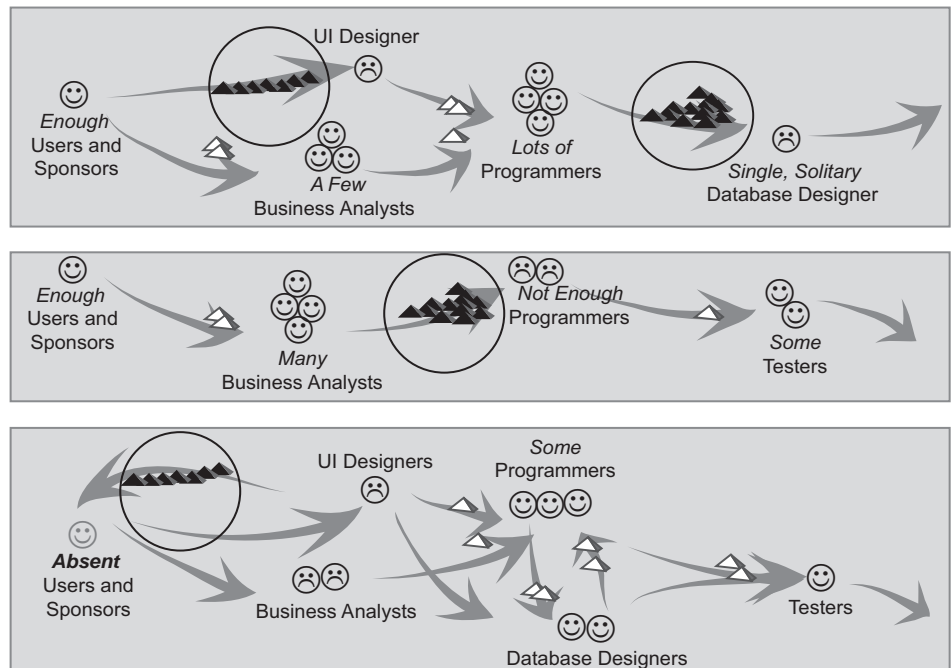 UI Designer
Enough
Users and
Sponsors
A Few
Business Analysts
Lots of
Programmers
Single, Solitary
Database Designer
Enough
Users and
Sponsors
Many
Business Analysts
Not Enough
Programmers
Some
Testers
Absent
Users and
Sponsors
UI Designers
Business Analysts
Some
Programmers
Database Designers
Testers